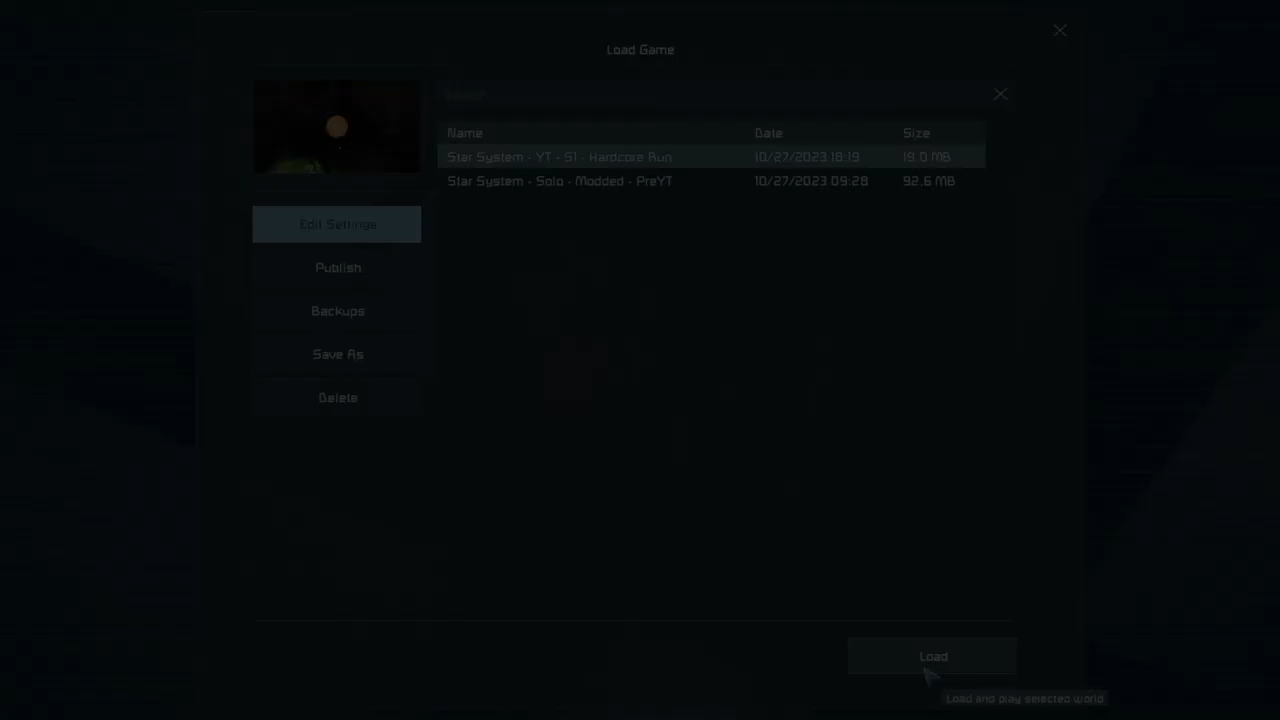 Load Game
Search
Name Date Size
Star System - YT - S1 - Hardcore Run 10/27/2023 18:19 19.0 MB
Star System - Solo - Modded - PreYT 10/27/2023 09:28 92.6 MB
Edit Settings
Publish
Backups
Save As
Delete
Load
Load and play selected world